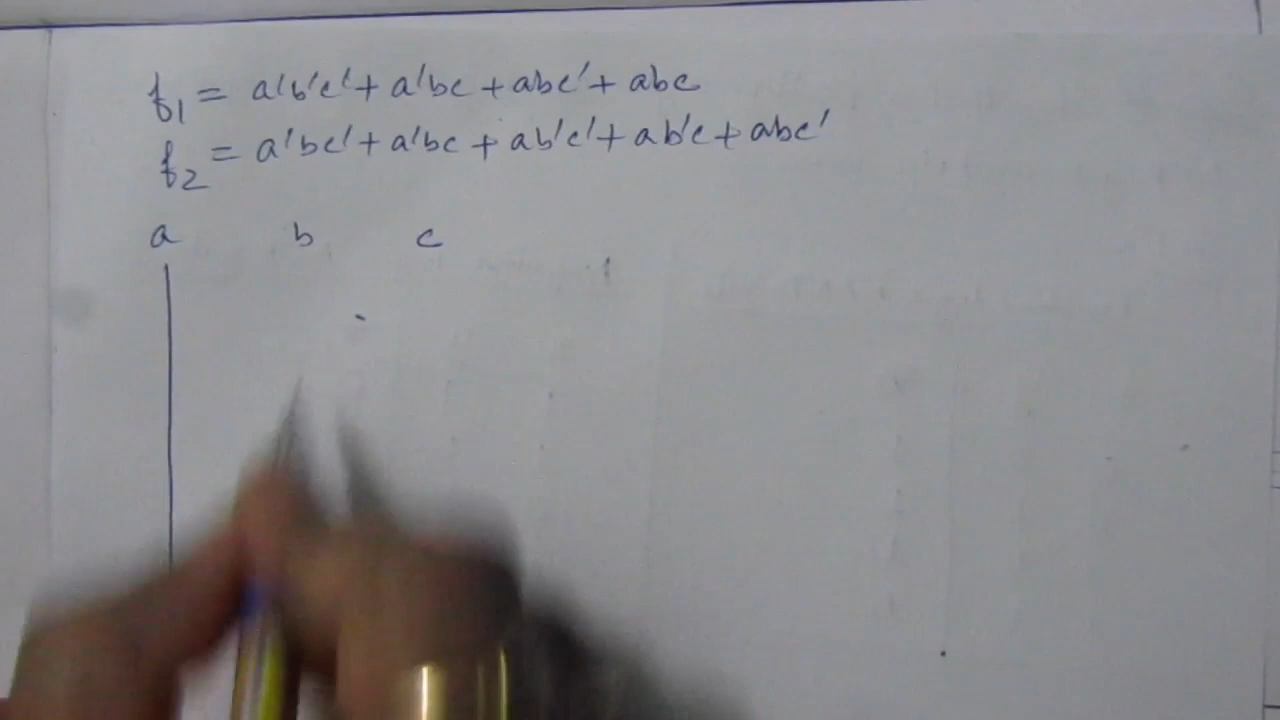 f1 = a'b'c' + a'bc + abc' + abc
f2 = a'bc' + a'bc + ab'c' + ab'c + abc'
a b c